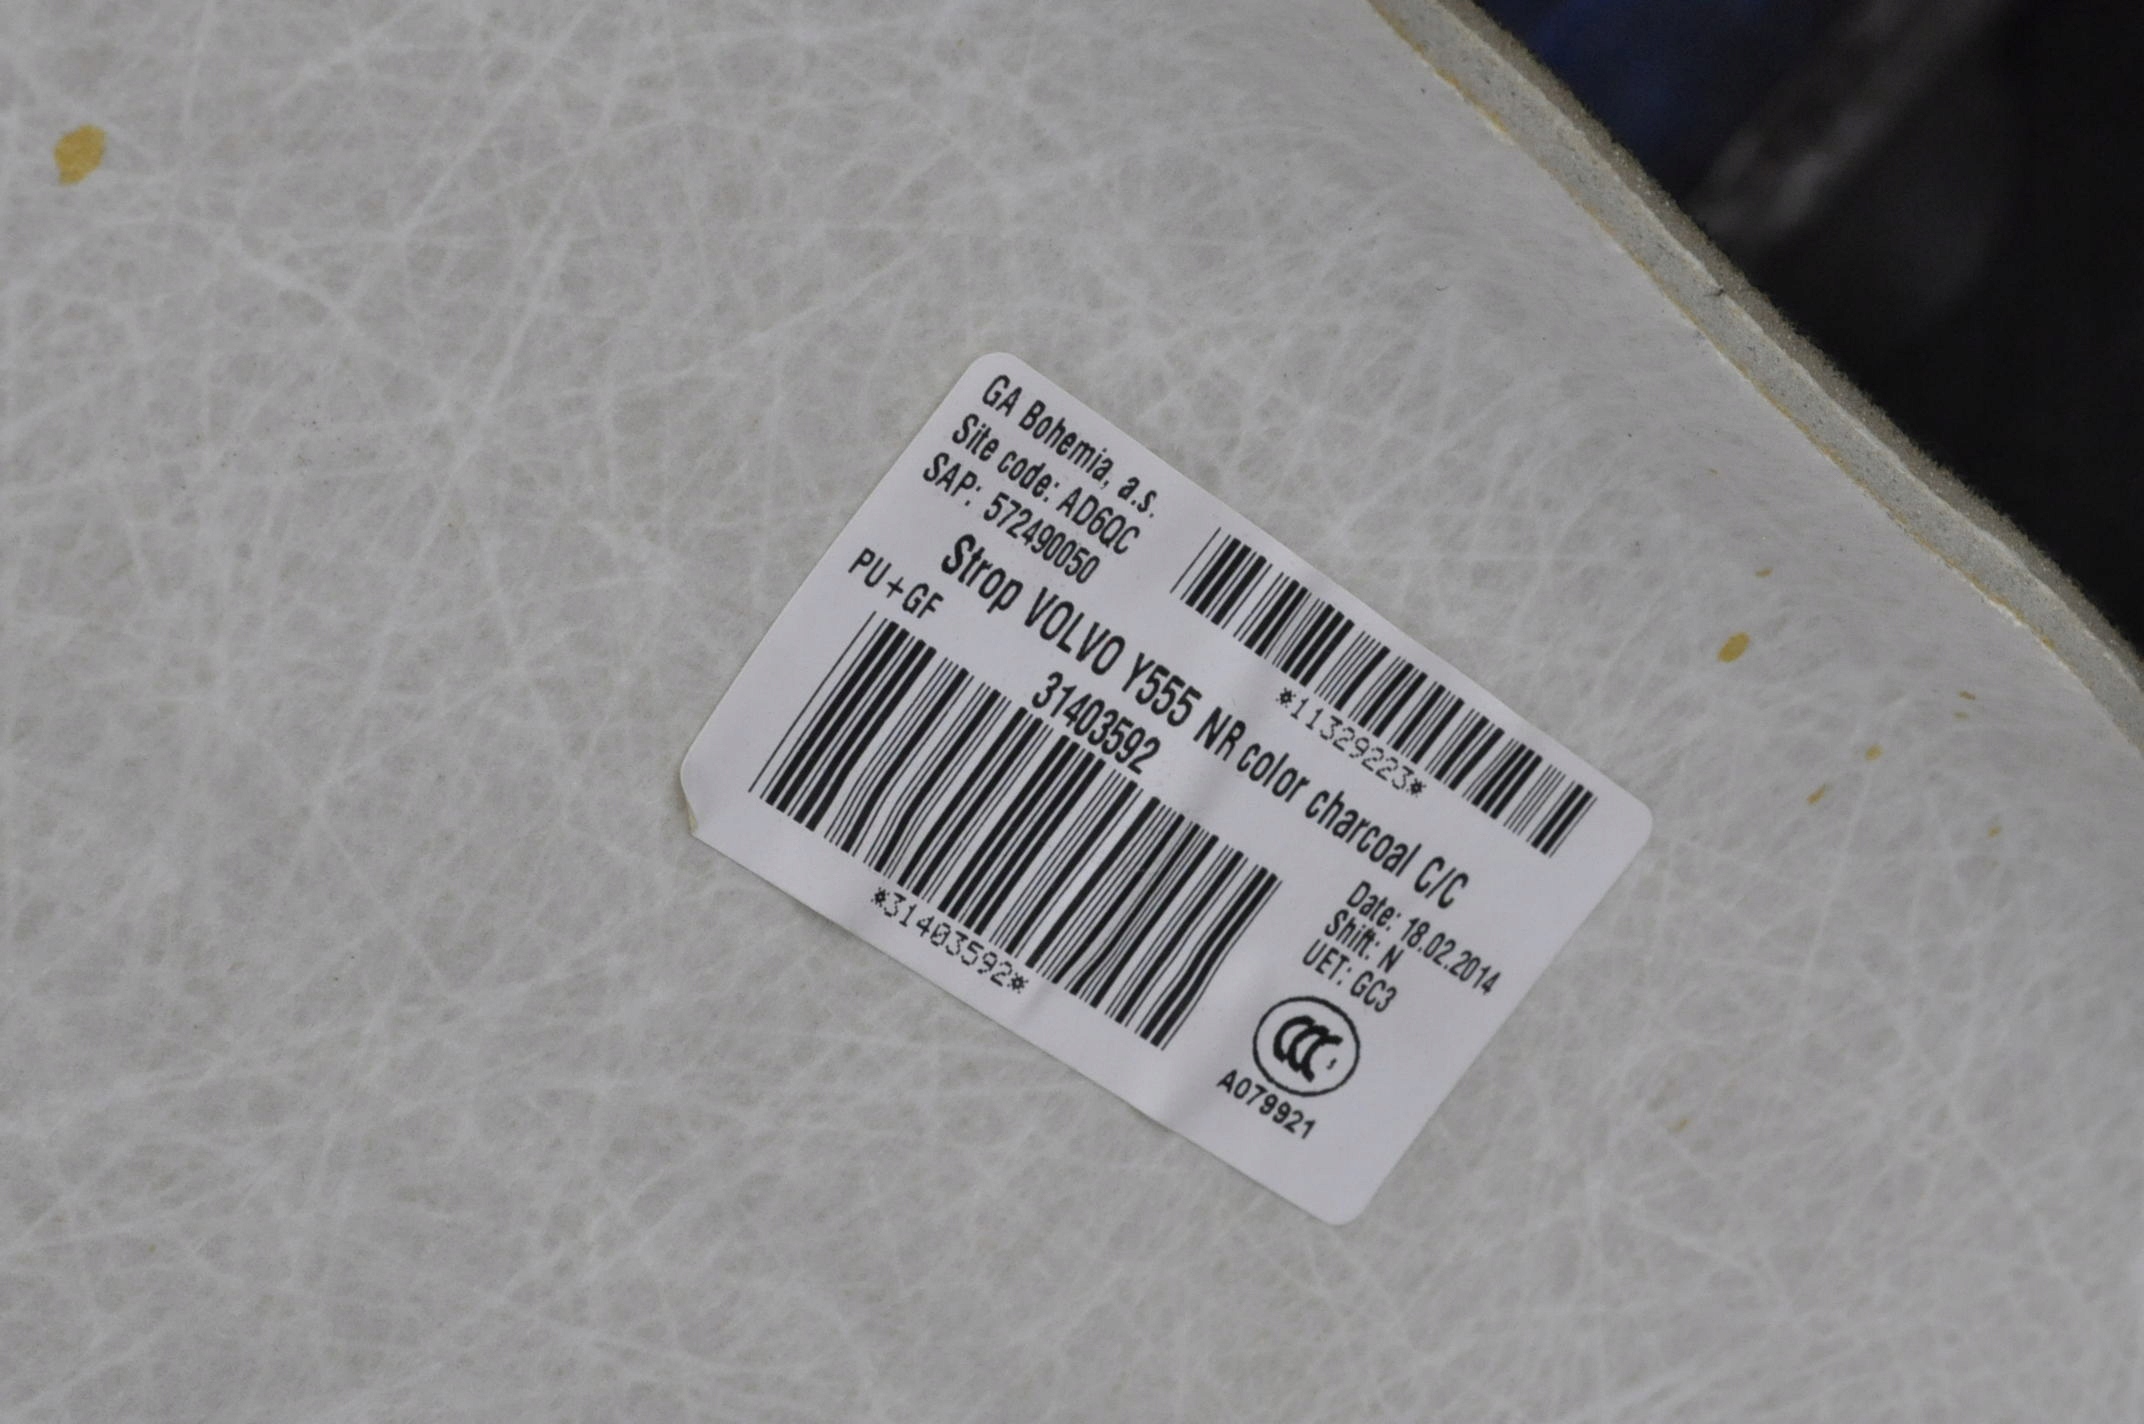 GA Bohemia, a.s.
Site code: AD6QC
SAP: 572490050
*11329223*
Strop VOLVO Y555 NR color charcoal C/C
PU+GF
31403592
*31403592*
Date: 18.02.2014
Shift: N
UET: GC3
CCC
A079921